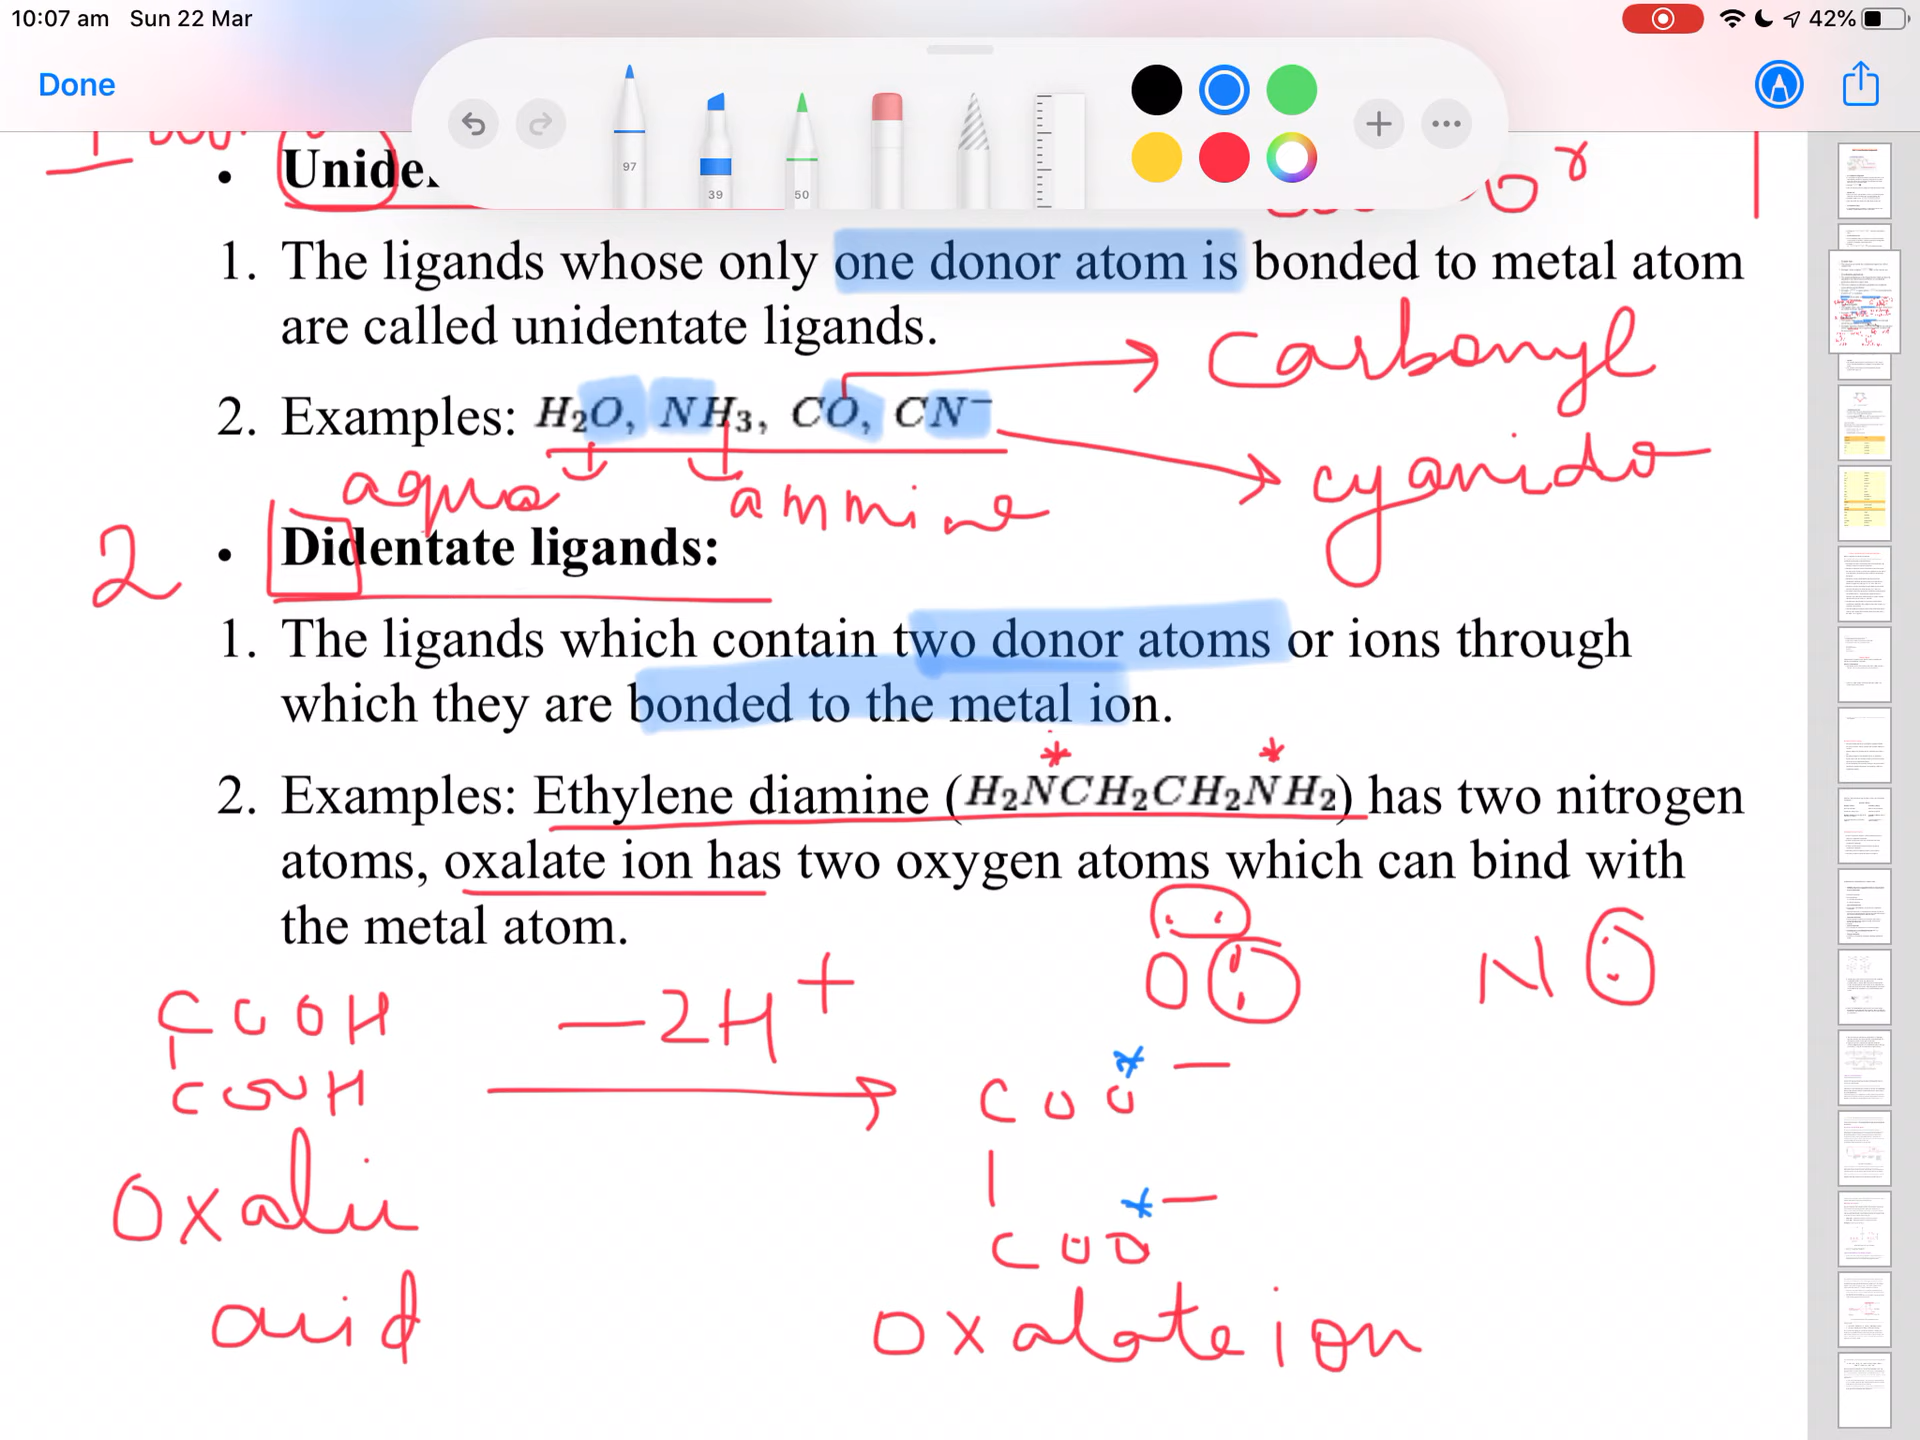 10:07 am Sun 22 Mar
42%
Done
97
39
50
• Unide
1. The ligands whose only one donor atom is bonded to metal atom
are called unidentate ligands.
carbonyl
2. Examples: H₂O, NH₃, CO, CN⁻
cyanido
aqua
ammine
2
• Didentate ligands:
1. The ligands which contain two donor atoms or ions through
which they are bonded to the metal ion.
* *
2. Examples: Ethylene diamine (H₂NCH₂CH₂NH₂) has two nitrogen
atoms, oxalate ion has two oxygen atoms which can bind with
the metal atom.
COOH
-2H⁺
NO
COOH
COO⁻
COO⁻
Oxalic
acid
Oxalate ion